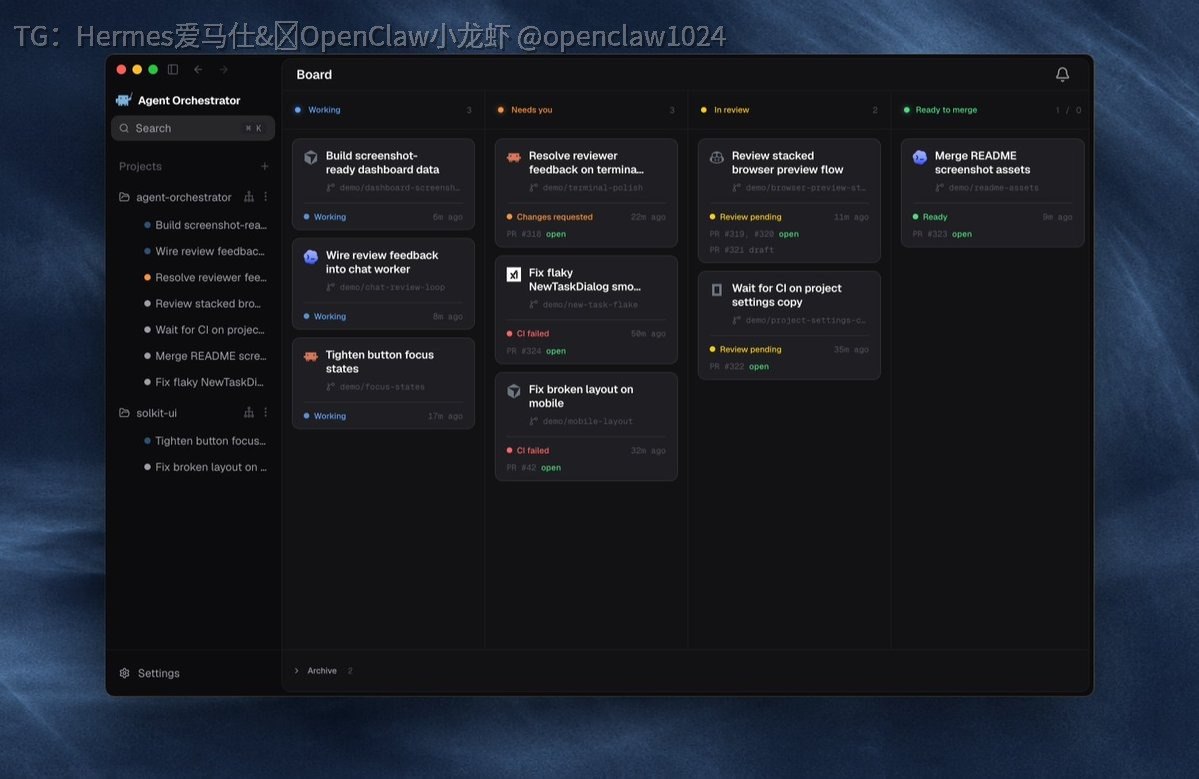 TG：Hermes爱马仕&OpenClaw小龙虾 @openclaw1024
Board
Agent Orchestrator
Search ⌘ K
Projects +
agent-orchestrator
Build screenshot-rea...
Wire review feedbac...
Resolve reviewer fee...
Review stacked bro...
Wait for CI on projec...
Merge README scre...
Fix flaky NewTaskDi...
solkit-ui
Tighten button focus...
Fix broken layout on ...
Settings
Working 3
Build screenshot-
ready dashboard data
demo/dashboard-screensh…
Working 6m ago
Wire review feedback
into chat worker
demo/chat-review-loop
Working 8m ago
Tighten button focus
states
demo/focus-states
Working 17m ago
Needs you 3
Resolve reviewer
feedback on termina...
demo/terminal-polish
Changes requested 22m ago
PR #318 open
Fix flaky
NewTaskDialog smo...
demo/new-task-flake
CI failed 50m ago
PR #324 open
Fix broken layout on
mobile
demo/mobile-layout
CI failed 32m ago
PR #42 open
In review 2
Review stacked
browser preview flow
demo/browser-preview-st…
Review pending 11m ago
PR #319, #320 open
PR #321 draft
Wait for CI on project
settings copy
demo/project-settings-c…
Review pending 35m ago
PR #322 open
Ready to merge 1 / 0
Merge README
screenshot assets
demo/readme-assets
Ready 9m ago
PR #323 open
Archive 2